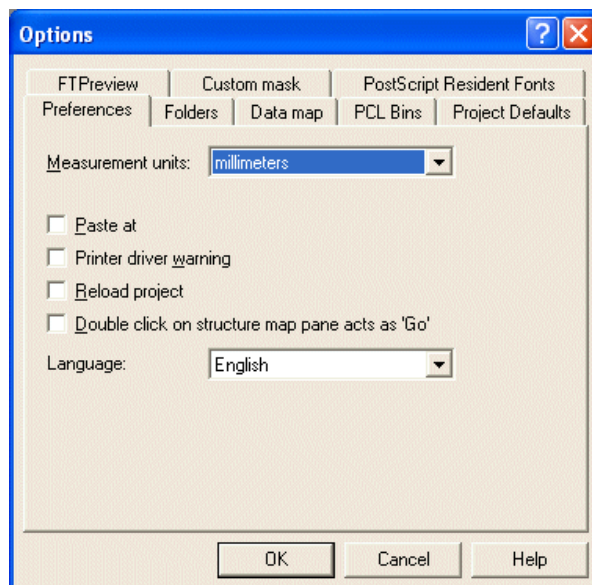 Options
FTPreview Custom mask PostScript Resident Fonts
Preferences Folders Data map PCL Bins Project Defaults
Measurement units: millimeters
Paste at
Printer driver warning
Reload project
Double click on structure map pane acts as 'Go'
Language: English
OK Cancel Help